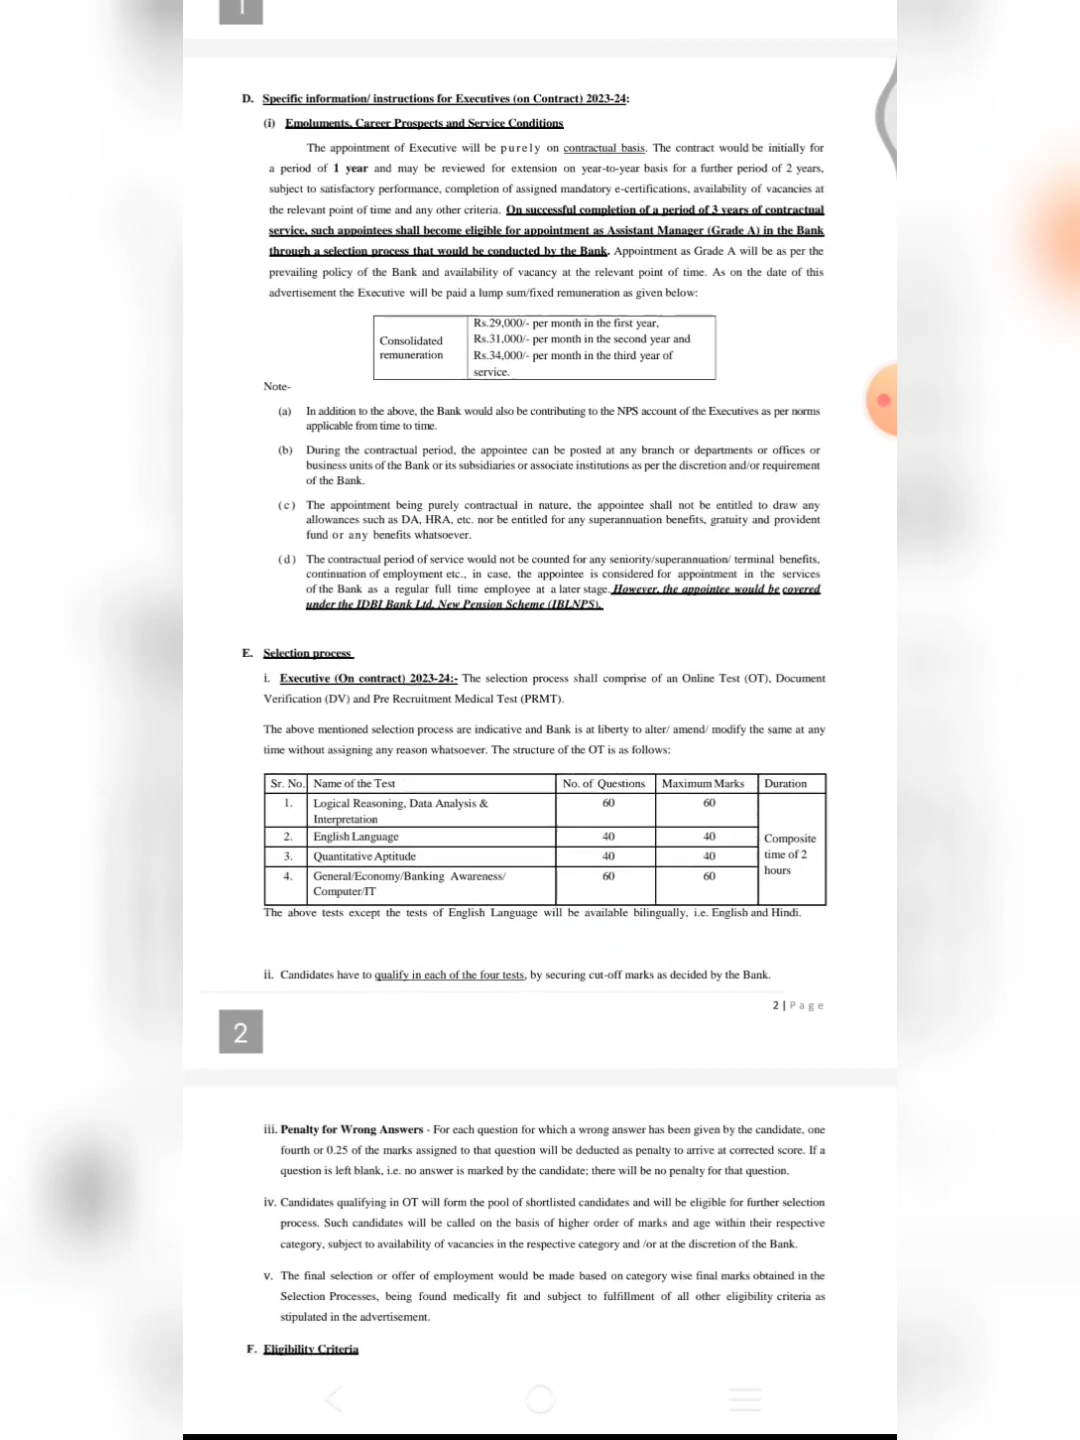 1
D. Specific information/ instructions for Executives (on Contract) 2023-24:
(i) Emoluments, Career Prospects and Service Conditions
The appointment of Executive will be purely on contractual basis. The contract would be initially for
a period of 1 year and may be reviewed for extension on year-to-year basis for a further period of 2 years,
subject to satisfactory performance, completion of assigned mandatory e-certifications, availability of vacancies at
the relevant point of time and any other criteria. On successful completion of a period of 3 years of contractual
service, such appointees shall become eligible for appointment as Assistant Manager (Grade A) in the Bank
through a selection process that would be conducted by the Bank. Appointment as Grade A will be as per the
prevailing policy of the Bank and availability of vacancy at the relevant point of time. As on the date of this
advertisement the Executive will be paid a lump sum/fixed remuneration as given below:
Consolidated
remuneration
Rs.29,000/- per month in the first year,
Rs.31,000/- per month in the second year and
Rs.34,000/- per month in the third year of
service.
Note-
(a) In addition to the above, the Bank would also be contributing to the NPS account of the Executives as per norms
applicable from time to time.
(b) During the contractual period, the appointee can be posted at any branch or departments or offices or
business units of the Bank or its subsidiaries or associate institutions as per the discretion and/or requirement
of the Bank.
(c) The appointment being purely contractual in nature, the appointee shall not be entitled to draw any
allowances such as DA, HRA, etc. nor be entitled for any superannuation benefits, gratuity and provident
fund or any benefits whatsoever.
(d) The contractual period of service would not be counted for any seniority/superannuation/ terminal benefits,
continuation of employment etc., in case, the appointee is considered for appointment in the services
of the Bank as a regular full time employee at a later stage. However, the appointee would be covered
under the IDBI Bank Ltd. New Pension Scheme (IBLNPS).
E. Selection process
i. Executive (On contract) 2023-24:- The selection process shall comprise of an Online Test (OT), Document
Verification (DV) and Pre Recruitment Medical Test (PRMT).
The above mentioned selection process are indicative and Bank is at liberty to alter/ amend/ modify the same at any
time without assigning any reason whatsoever. The structure of the OT is as follows:
Sr. No. Name of the Test No. of Questions Maximum Marks Duration
1. Logical Reasoning, Data Analysis & 60 60
Interpretation
2. English Language 40 40 Composite
3. Quantitative Aptitude 40 40 time of 2
hours
4. General/Economy/Banking Awareness/ 60 60
Computer/IT
The above tests except the tests of English Language will be available bilingually, i.e. English and Hindi.
ii. Candidates have to qualify in each of the four tests, by securing cut-off marks as decided by the Bank.
2 | Page
2
iii. Penalty for Wrong Answers - For each question for which a wrong answer has been given by the candidate, one
fourth or 0.25 of the marks assigned to that question will be deducted as penalty to arrive at corrected score. If a
question is left blank, i.e. no answer is marked by the candidate; there will be no penalty for that question.
iv. Candidates qualifying in OT will form the pool of shortlisted candidates and will be eligible for further selection
process. Such candidates will be called on the basis of higher order of marks and age within their respective
category, subject to availability of vacancies in the respective category and /or at the discretion of the Bank.
v. The final selection or offer of employment would be made based on category wise final marks obtained in the
Selection Processes, being found medically fit and subject to fulfillment of all other eligibility criteria as
stipulated in the advertisement.
F. Eligibility Criteria